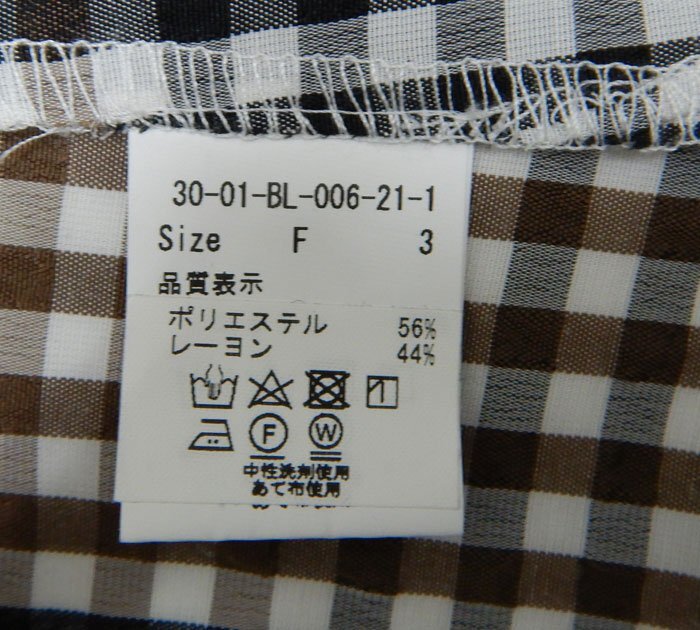 30-01-BL-006-21-1
Size F 3
品質表示
ポリエステル 56%
レーヨン 44%
F W
中性洗剤使用
あて布使用